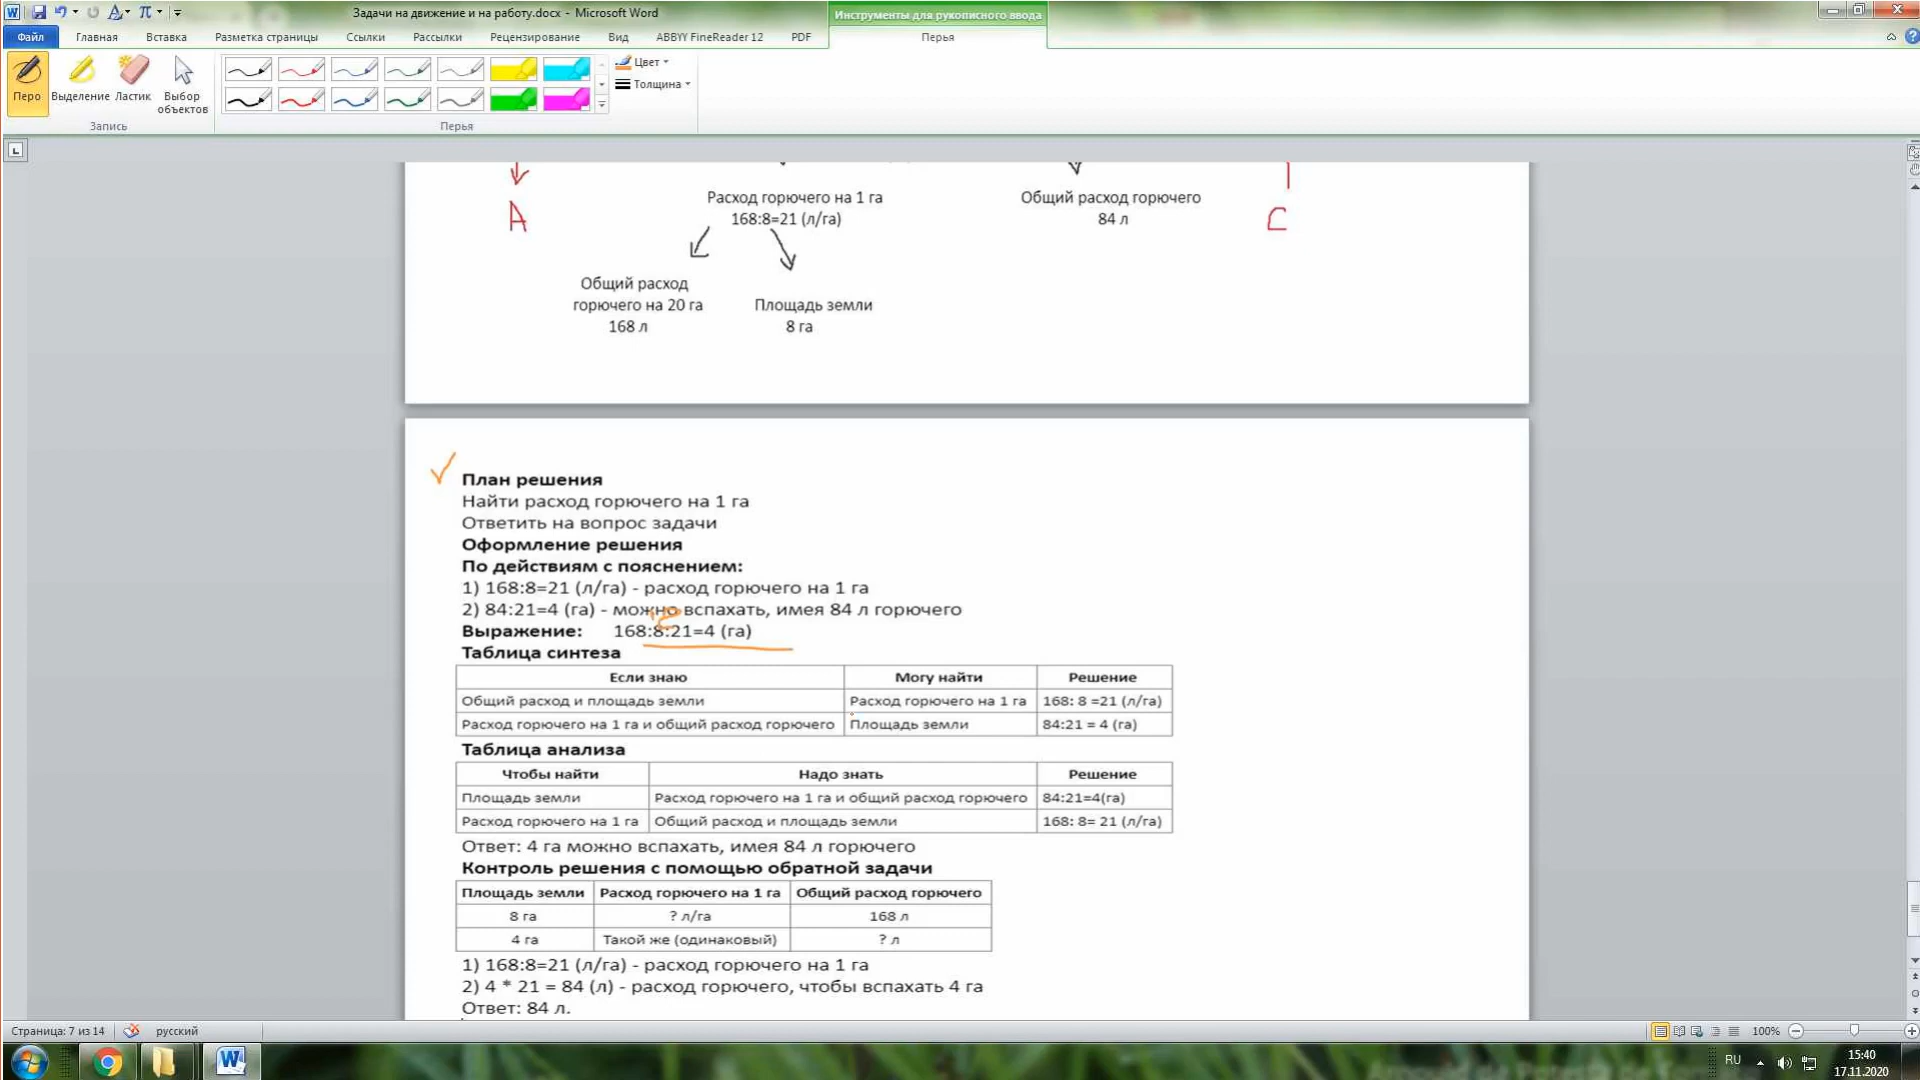 Задачи на движение и на работу.docx - Microsoft Word
Инструменты для рукописного ввода
Файл Главная Вставка Разметка страницы Ссылки Рассылки Рецензирование Вид ABBYY FineReader 12 PDF Перья
Перо Выделение Ластик Выбор объектов
Цвет
Толщина
Запись Перья
Расход горючего на 1 га Общий расход горючего
A 168:8=21 (л/га) 84 л C
Общий расход
горючего на 20 га Площадь земли
168 л 8 га
План решения
Найти расход горючего на 1 га
Ответить на вопрос задачи
Оформление решения
По действиям с пояснением:
1) 168:8=21 (л/га) - расход горючего на 1 га
2) 84:21=4 (га) - можно вспахать, имея 84 л горючего
Выражение: 168:8:21=4 (га)
Таблица синтеза
Если знаю Могу найти Решение
Общий расход и площадь земли Расход горючего на 1 га 168: 8 =21 (л/га)
Расход горючего на 1 га и общий расход горючего Площадь земли 84:21 = 4 (га)
Таблица анализа
Чтобы найти Надо знать Решение
Площадь земли Расход горючего на 1 га и общий расход горючего 84:21=4(га)
Расход горючего на 1 га Общий расход и площадь земли 168: 8= 21 (л/га)
Ответ: 4 га можно вспахать, имея 84 л горючего
Контроль решения с помощью обратной задачи
Площадь земли Расход горючего на 1 га Общий расход горючего
8 га ? л/га 168 л
4 га Такой же (одинаковый) ? л
1) 168:8=21 (л/га) - расход горючего на 1 га
2) 4 * 21 = 84 (л) - расход горючего, чтобы вспахать 4 га
Ответ: 84 л.
Страница: 7 из 14 русский 100%
RU 15:40
17.11.2020